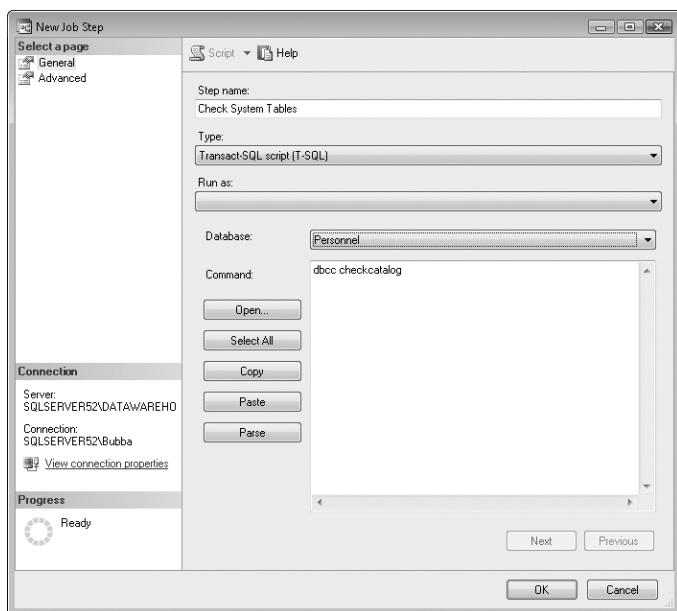 New Job Step
Select a page
General
Advanced
Script
Help
Step name:
Check System Tables
Type:
Transact-SQL script (T-SQL)
Run as:
Database:
Personnel
Command:
dbcc checkcatalog
Open...
Select All
Copy
Paste
Parse
Connection
Server:
SQLSERVER52\DATAWAREHO
Connection:
SQLSERVER52\Bubba
View connection properties
Progress
Ready
Next
Previous
OK
Cancel